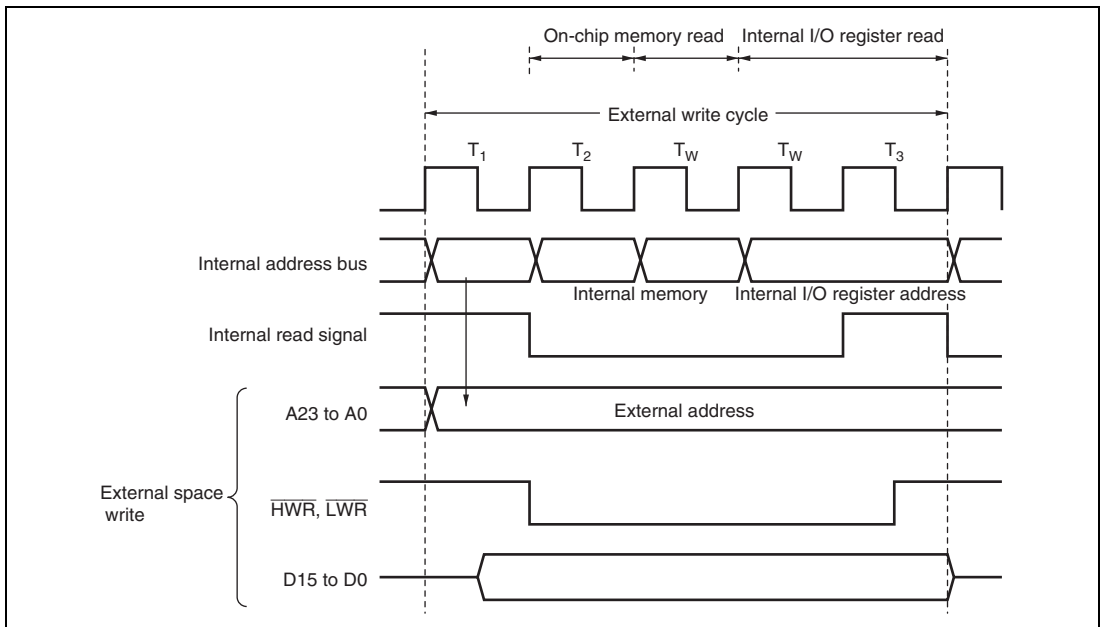 On-chip memory read Internal I/O register read
External write cycle
T1 T2 TW TW T3
Internal address bus
Internal memory Internal I/O register address
Internal read signal
A23 to A0 External address
External space
write
HWR, LWR
D15 to D0